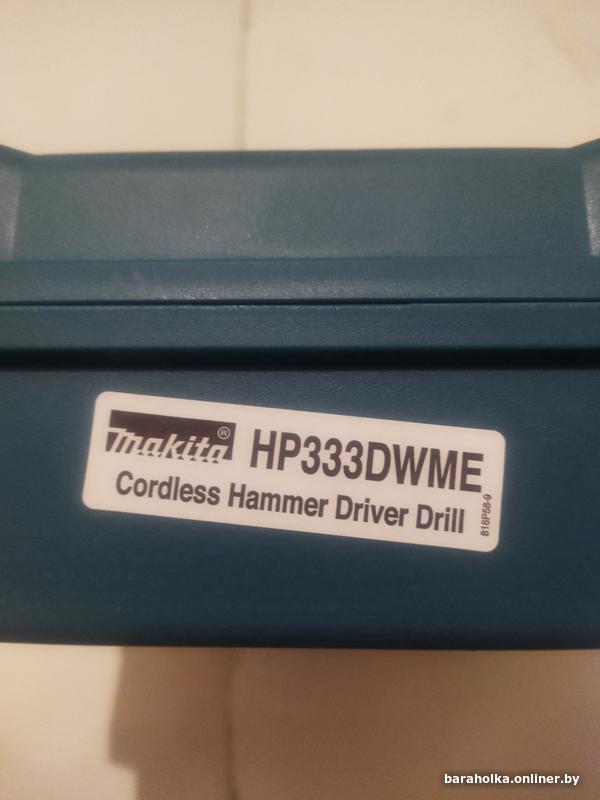 makita® HP333DWME
Cordless Hammer Driver Drill
818P58-9
baraholka.onliner.by